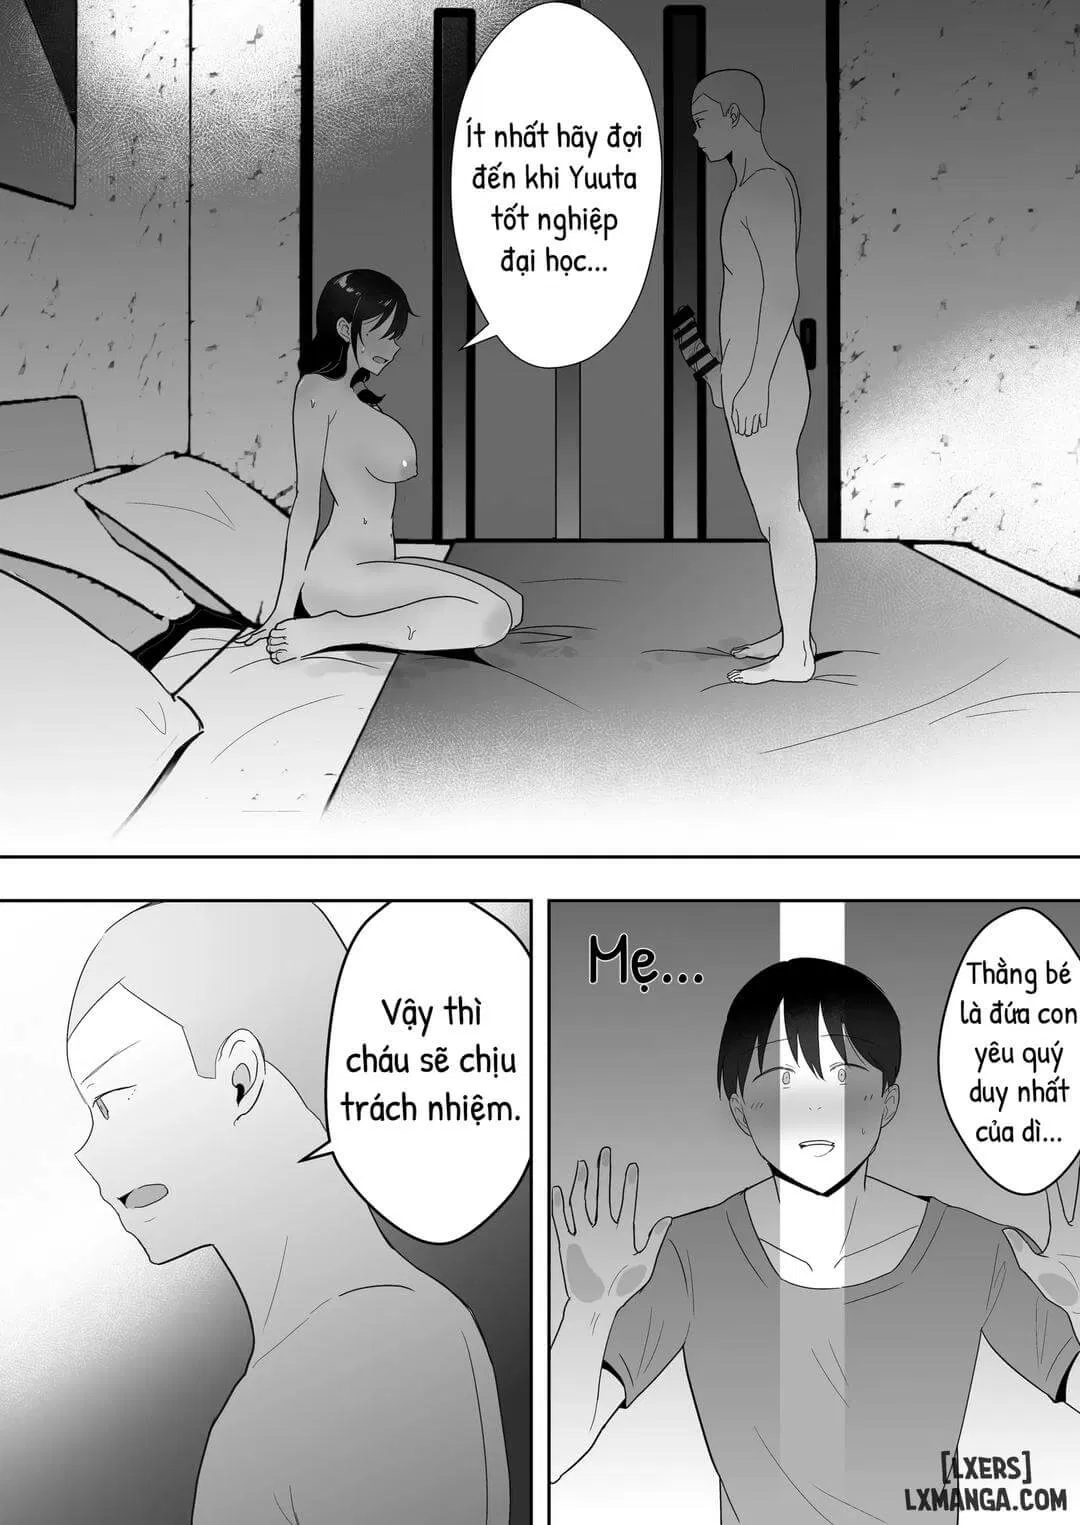 Ít nhất hãy đợi
đến khi Yuuta
tốt nghiệp
đại học...
Thằng bé
là đứa con
yêu quý
duy nhất
của dì...
Mẹ...
Vậy thì
cháu sẽ chịu
trách nhiệm.
[LXERS]
LXMANGA.COM